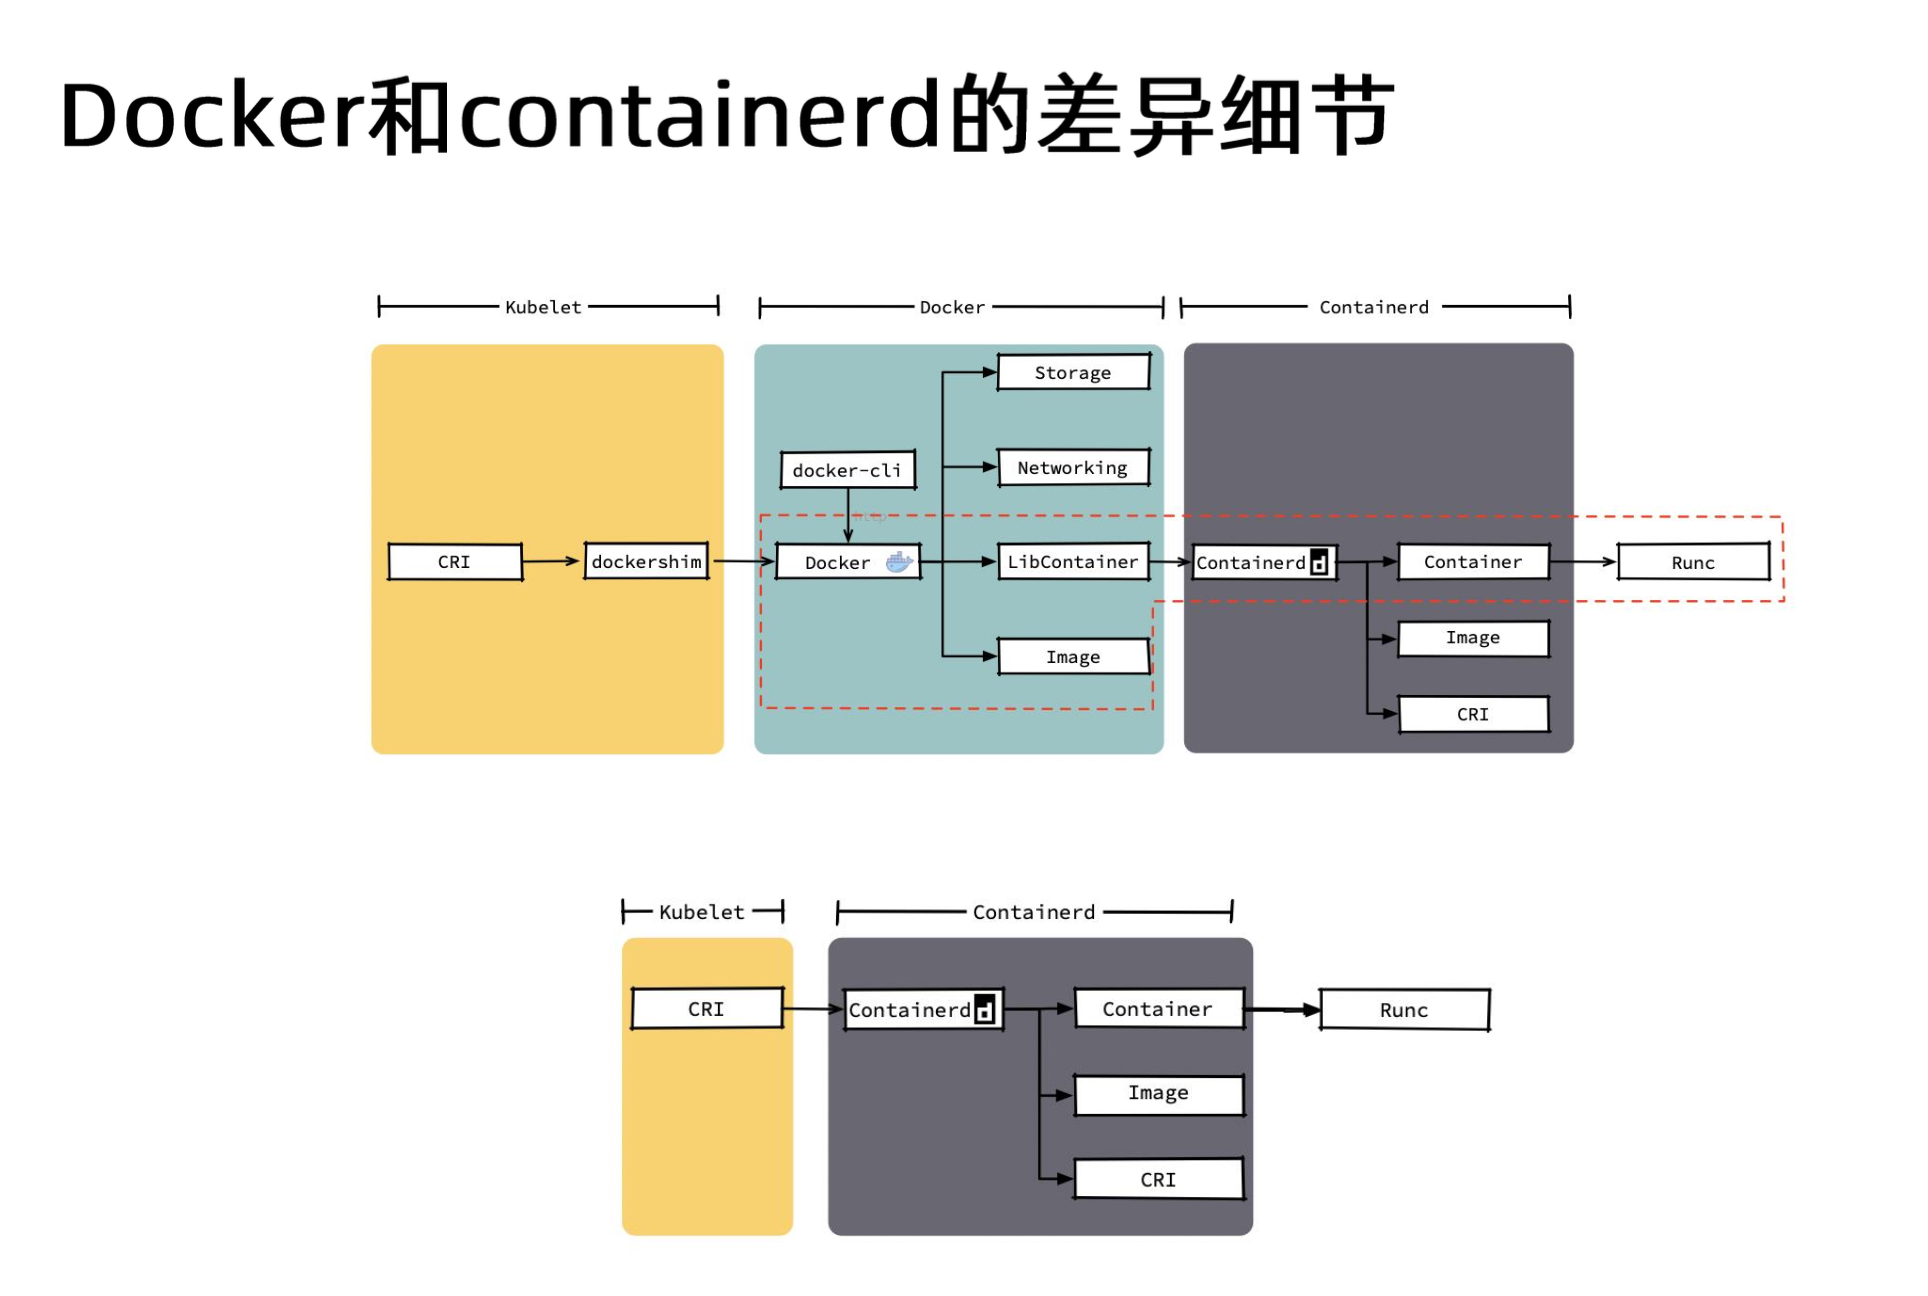 Docker和containerd的差异细节
Kubelet
Docker
Containerd
Storage
docker-cli
Networking
http
CRI
dockershim
Docker
LibContainer
Containerd
Container
Runc
Image
Image
CRI
Kubelet
Containerd
CRI
Containerd
Container
Runc
Image
CRI